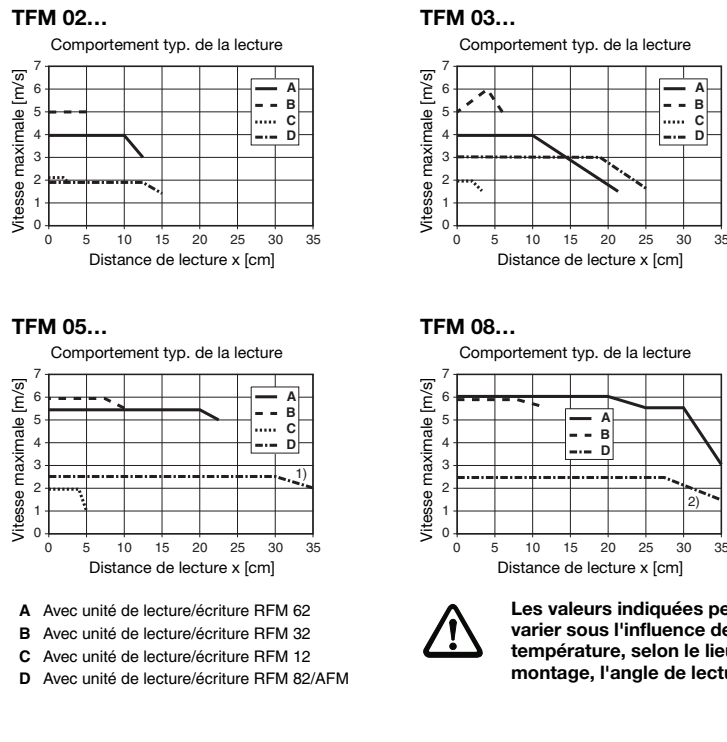 TFM 02...
Comportement typ. de la lecture
Vitesse maximale [m/s]
7
6
5
4
3
2
1
0
A
B
C
D
0 5 10 15 20 25 30 35
Distance de lecture x [cm]
TFM 03...
Comportement typ. de la lecture
Vitesse maximale [m/s]
7
6
5
4
3
2
1
0
A
B
C
D
0 5 10 15 20 25 30 35
Distance de lecture x [cm]
TFM 05...
Comportement typ. de la lecture
Vitesse maximale [m/s]
7
6
5
4
3
2
1
0
A
B
C
D
1)
0 5 10 15 20 25 30 35
Distance de lecture x [cm]
TFM 08...
Comportement typ. de la lecture
Vitesse maximale [m/s]
7
6
5
4
3
2
1
0
A
B
D
2)
0 5 10 15 20 25 30 35
Distance de lecture x [cm]
A Avec unité de lecture/écriture RFM 62
B Avec unité de lecture/écriture RFM 32
C Avec unité de lecture/écriture RFM 12
D Avec unité de lecture/écriture RFM 82/AFM
Les valeurs indiquées pe
varier sous l'influence de
température, selon le lieu
montage, l'angle de lectu